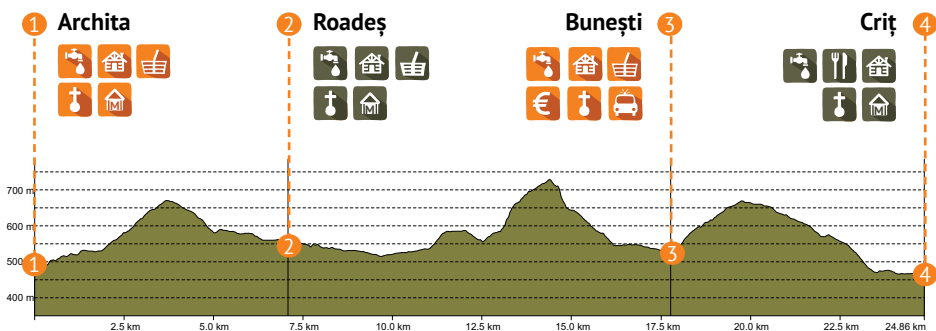 1 Archita 2 Roadeș Bunești 3 Criț 4
€
M M M
700 m
600 m
500 m
400 m
1 2 3 4
2.5 km 5.0 km 7.5 km 10.0 km 12.5 km 15.0 km 17.5 km 20.0 km 22.5 km 24.86 km